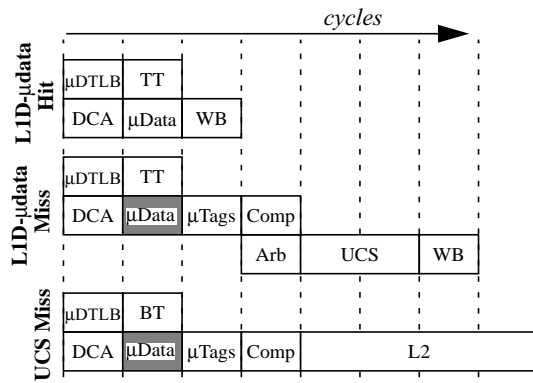 cycles
L1D-μdata
Hit
μDTLB TT
DCA μData WB
L1D-μdata
Miss
μDTLB TT
DCA μData μTags Comp
Arb UCS WB
UCS Miss
μDTLB BT
DCA μData μTags Comp L2